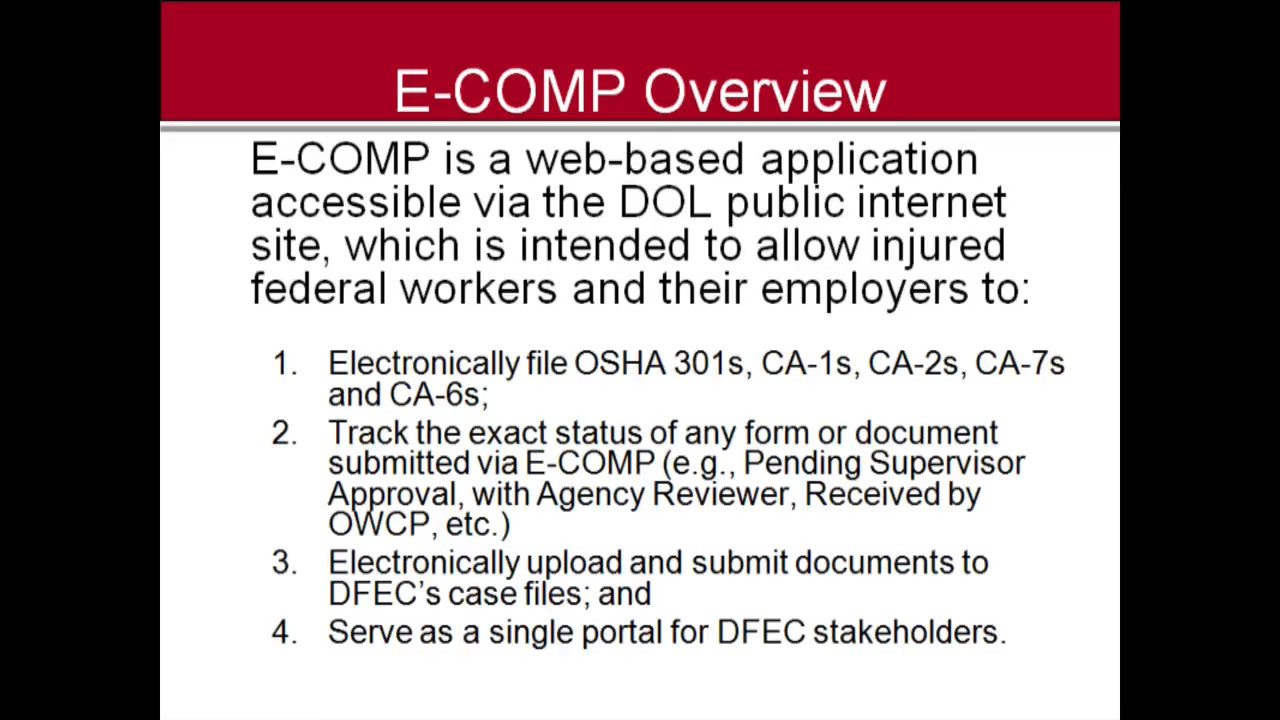 E-COMP Overview
E-COMP is a web-based application
accessible via the DOL public internet
site, which is intended to allow injured
federal workers and their employers to:
1. Electronically file OSHA 301s, CA-1s, CA-2s, CA-7s
and CA-6s;
2. Track the exact status of any form or document
submitted via E-COMP (e.g., Pending Supervisor
Approval, with Agency Reviewer, Received by
OWCP, etc.)
3. Electronically upload and submit documents to
DFEC’s case files; and
4. Serve as a single portal for DFEC stakeholders.